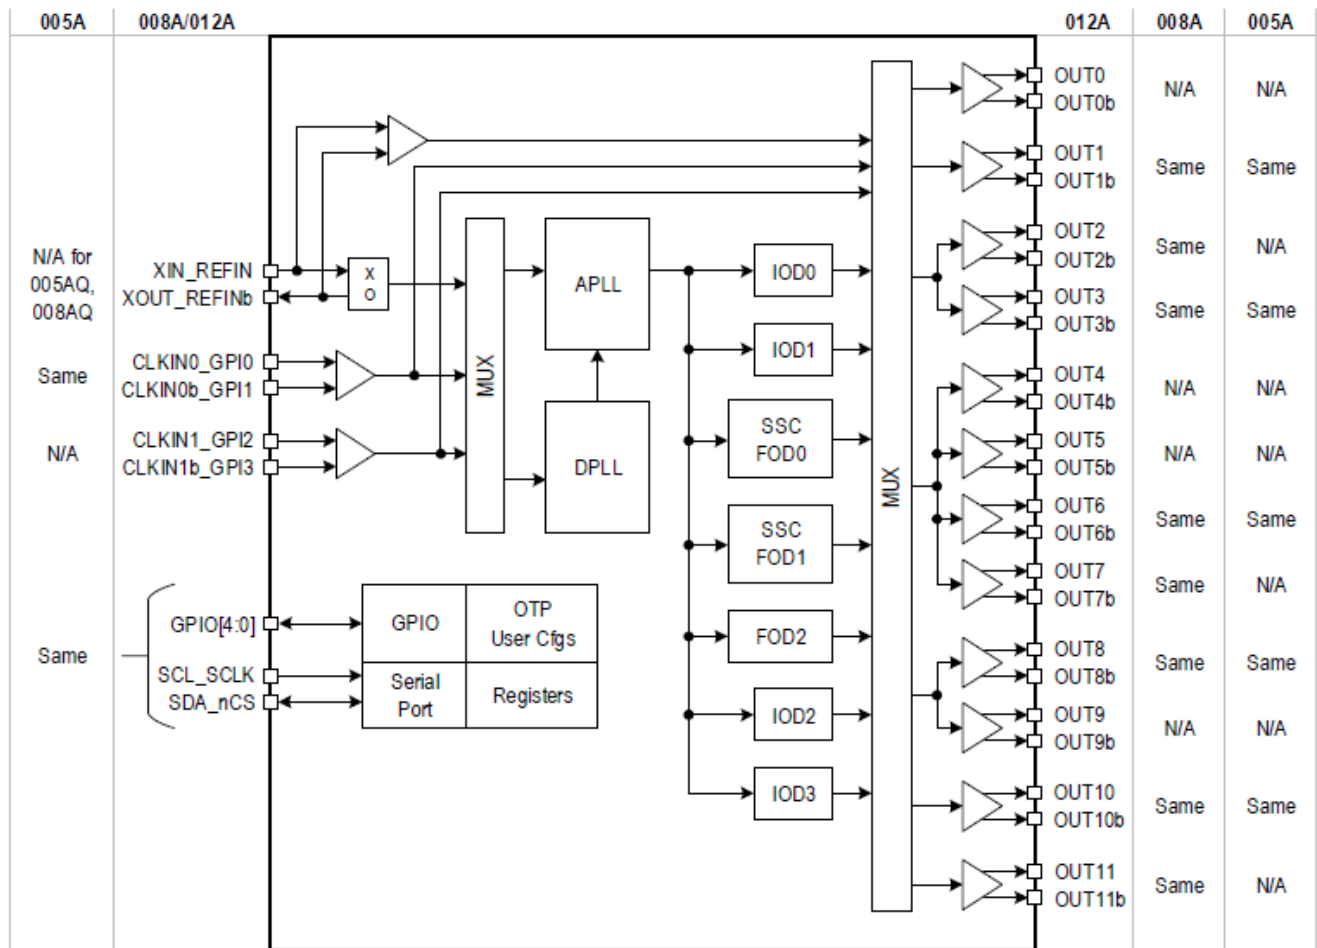 005A 008A/012A 012A 008A 005A
N/A for
005AQ,
008AQ
XIN_REFIN
XOUT_REFINb
X
O
Same
CLKIN0_GPI0
CLKIN0b_GPI1
N/A
CLKIN1_GPI2
CLKIN1b_GPI3
Same
GPIO[4:0]
SCL_SCLK
SDA_nCS
GPIO
OTP
User Cfgs
Serial
Port
Registers
MUX
APLL
DPLL
IOD0
IOD1
SSC
FOD0
SSC
FOD1
FOD2
IOD2
IOD3
MUX
OUT0
OUT0b
N/A N/A
OUT1
OUT1b
Same Same
OUT2
OUT2b
Same N/A
OUT3
OUT3b
Same Same
OUT4
OUT4b
N/A N/A
OUT5
OUT5b
N/A N/A
OUT6
OUT6b
Same Same
OUT7
OUT7b
Same N/A
OUT8
OUT8b
Same Same
OUT9
OUT9b
N/A N/A
OUT10
OUT10b
Same Same
OUT11
OUT11b
Same N/A